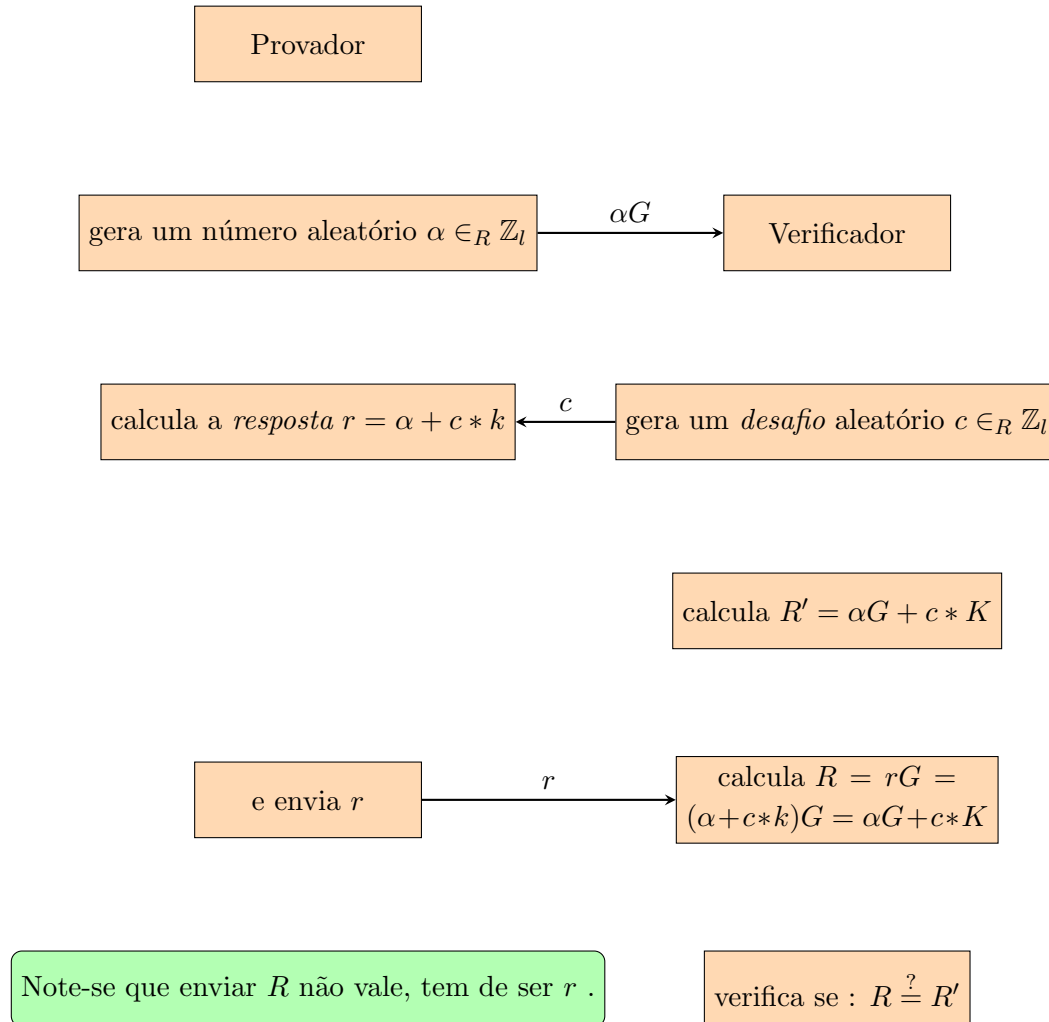 Provador
gera um número aleatório α ∈_R ℤ_l
αG
Verificador
calcula a resposta r = α + c ∗ k
c
gera um desafio aleatório c ∈_R ℤ_l
calcula R′ = αG + c ∗ K
e envia r
r
calcula R = rG =
(α+c∗k)G = αG+c∗K
Note-se que enviar R não vale, tem de ser r .
verifica se : R ≟ R′